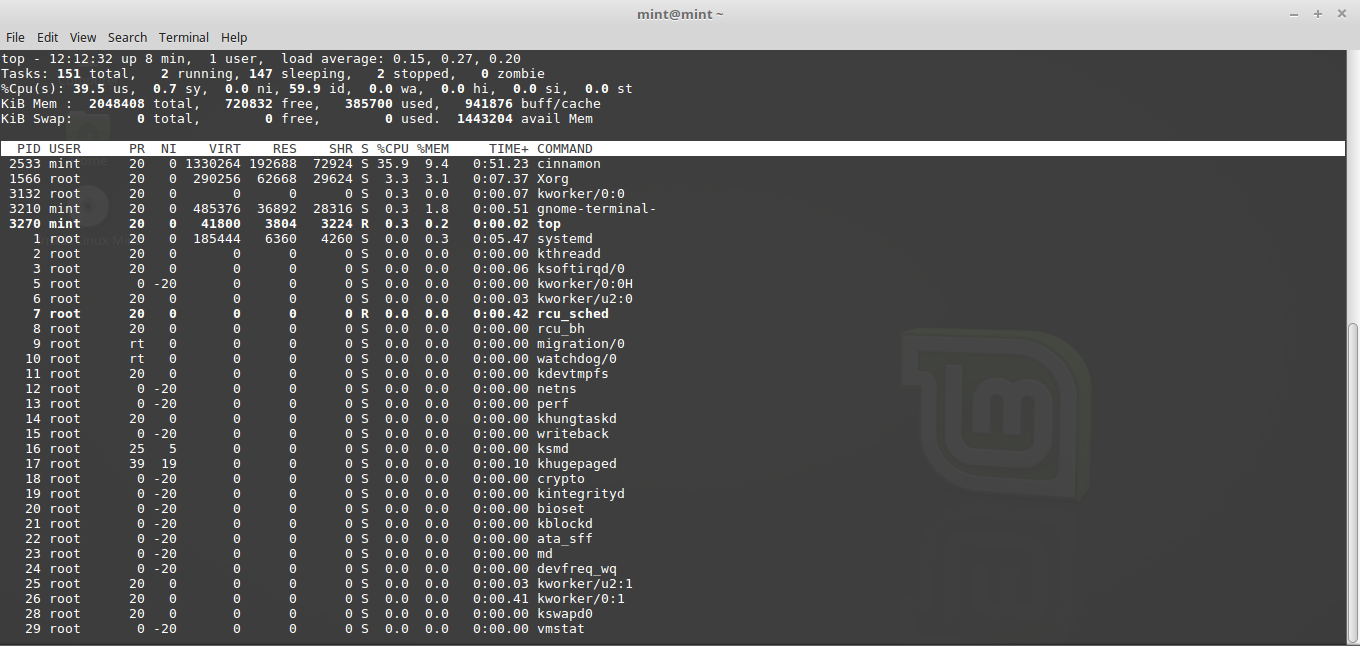 mint@mint ~
File Edit View Search Terminal Help
top - 12:12:32 up 8 min,  1 user,  load average: 0.15, 0.27, 0.20
Tasks: 151 total,   2 running, 147 sleeping,   2 stopped,   0 zombie
%Cpu(s): 39.5 us,  0.7 sy,  0.0 ni, 59.9 id,  0.0 wa,  0.0 hi,  0.0 si,  0.0 st
KiB Mem :  2048408 total,   720832 free,   385700 used,   941876 buff/cache
KiB Swap:        0 total,        0 free,        0 used.  1443204 avail Mem
PID USER PR NI VIRT RES SHR S %CPU %MEM TIME+ COMMAND
2533 mint 20 0 1330264 192688 72924 S 35.9 9.4 0:51.23 cinnamon
1566 root 20 0 290256 62668 29624 S 3.3 3.1 0:07.37 Xorg
3132 root 20 0 0 0 0 S 0.3 0.0 0:00.07 kworker/0:0
3210 mint 20 0 485376 36892 28316 S 0.3 1.8 0:00.51 gnome-terminal-
3270 mint 20 0 41800 3804 3224 R 0.3 0.2 0:00.02 top
1 root 20 0 185444 6360 4260 S 0.0 0.3 0:05.47 systemd
2 root 20 0 0 0 0 S 0.0 0.0 0:00.00 kthreadd
3 root 20 0 0 0 0 S 0.0 0.0 0:00.06 ksoftirqd/0
5 root 0 -20 0 0 0 S 0.0 0.0 0:00.00 kworker/0:0H
6 root 20 0 0 0 0 S 0.0 0.0 0:00.03 kworker/u2:0
7 root 20 0 0 0 0 R 0.0 0.0 0:00.42 rcu_sched
8 root 20 0 0 0 0 S 0.0 0.0 0:00.00 rcu_bh
9 root rt 0 0 0 0 S 0.0 0.0 0:00.00 migration/0
10 root rt 0 0 0 0 S 0.0 0.0 0:00.00 watchdog/0
11 root 20 0 0 0 0 S 0.0 0.0 0:00.00 kdevtmpfs
12 root 0 -20 0 0 0 S 0.0 0.0 0:00.00 netns
13 root 0 -20 0 0 0 S 0.0 0.0 0:00.00 perf
14 root 20 0 0 0 0 S 0.0 0.0 0:00.00 khungtaskd
15 root 0 -20 0 0 0 S 0.0 0.0 0:00.00 writeback
16 root 25 5 0 0 0 S 0.0 0.0 0:00.00 ksmd
17 root 39 19 0 0 0 S 0.0 0.0 0:00.10 khugepaged
18 root 0 -20 0 0 0 S 0.0 0.0 0:00.00 crypto
19 root 0 -20 0 0 0 S 0.0 0.0 0:00.00 kintegrityd
20 root 0 -20 0 0 0 S 0.0 0.0 0:00.00 bioset
21 root 0 -20 0 0 0 S 0.0 0.0 0:00.00 kblockd
22 root 0 -20 0 0 0 S 0.0 0.0 0:00.00 ata_sff
23 root 0 -20 0 0 0 S 0.0 0.0 0:00.00 md
24 root 0 -20 0 0 0 S 0.0 0.0 0:00.00 devfreq_wq
25 root 20 0 0 0 0 S 0.0 0.0 0:00.03 kworker/u2:1
26 root 20 0 0 0 0 S 0.0 0.0 0:00.41 kworker/0:1
28 root 20 0 0 0 0 S 0.0 0.0 0:00.00 kswapd0
29 root 0 -20 0 0 0 S 0.0 0.0 0:00.00 vmstat